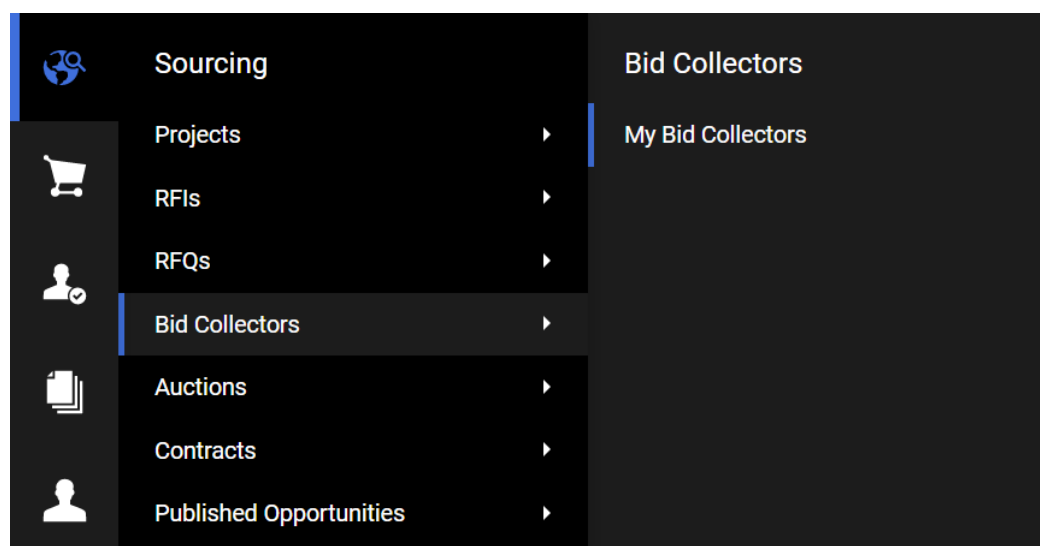 Sourcing
Projects
RFIs
RFQs
Bid Collectors
Auctions
Contracts
Published Opportunities
Bid Collectors
My Bid Collectors